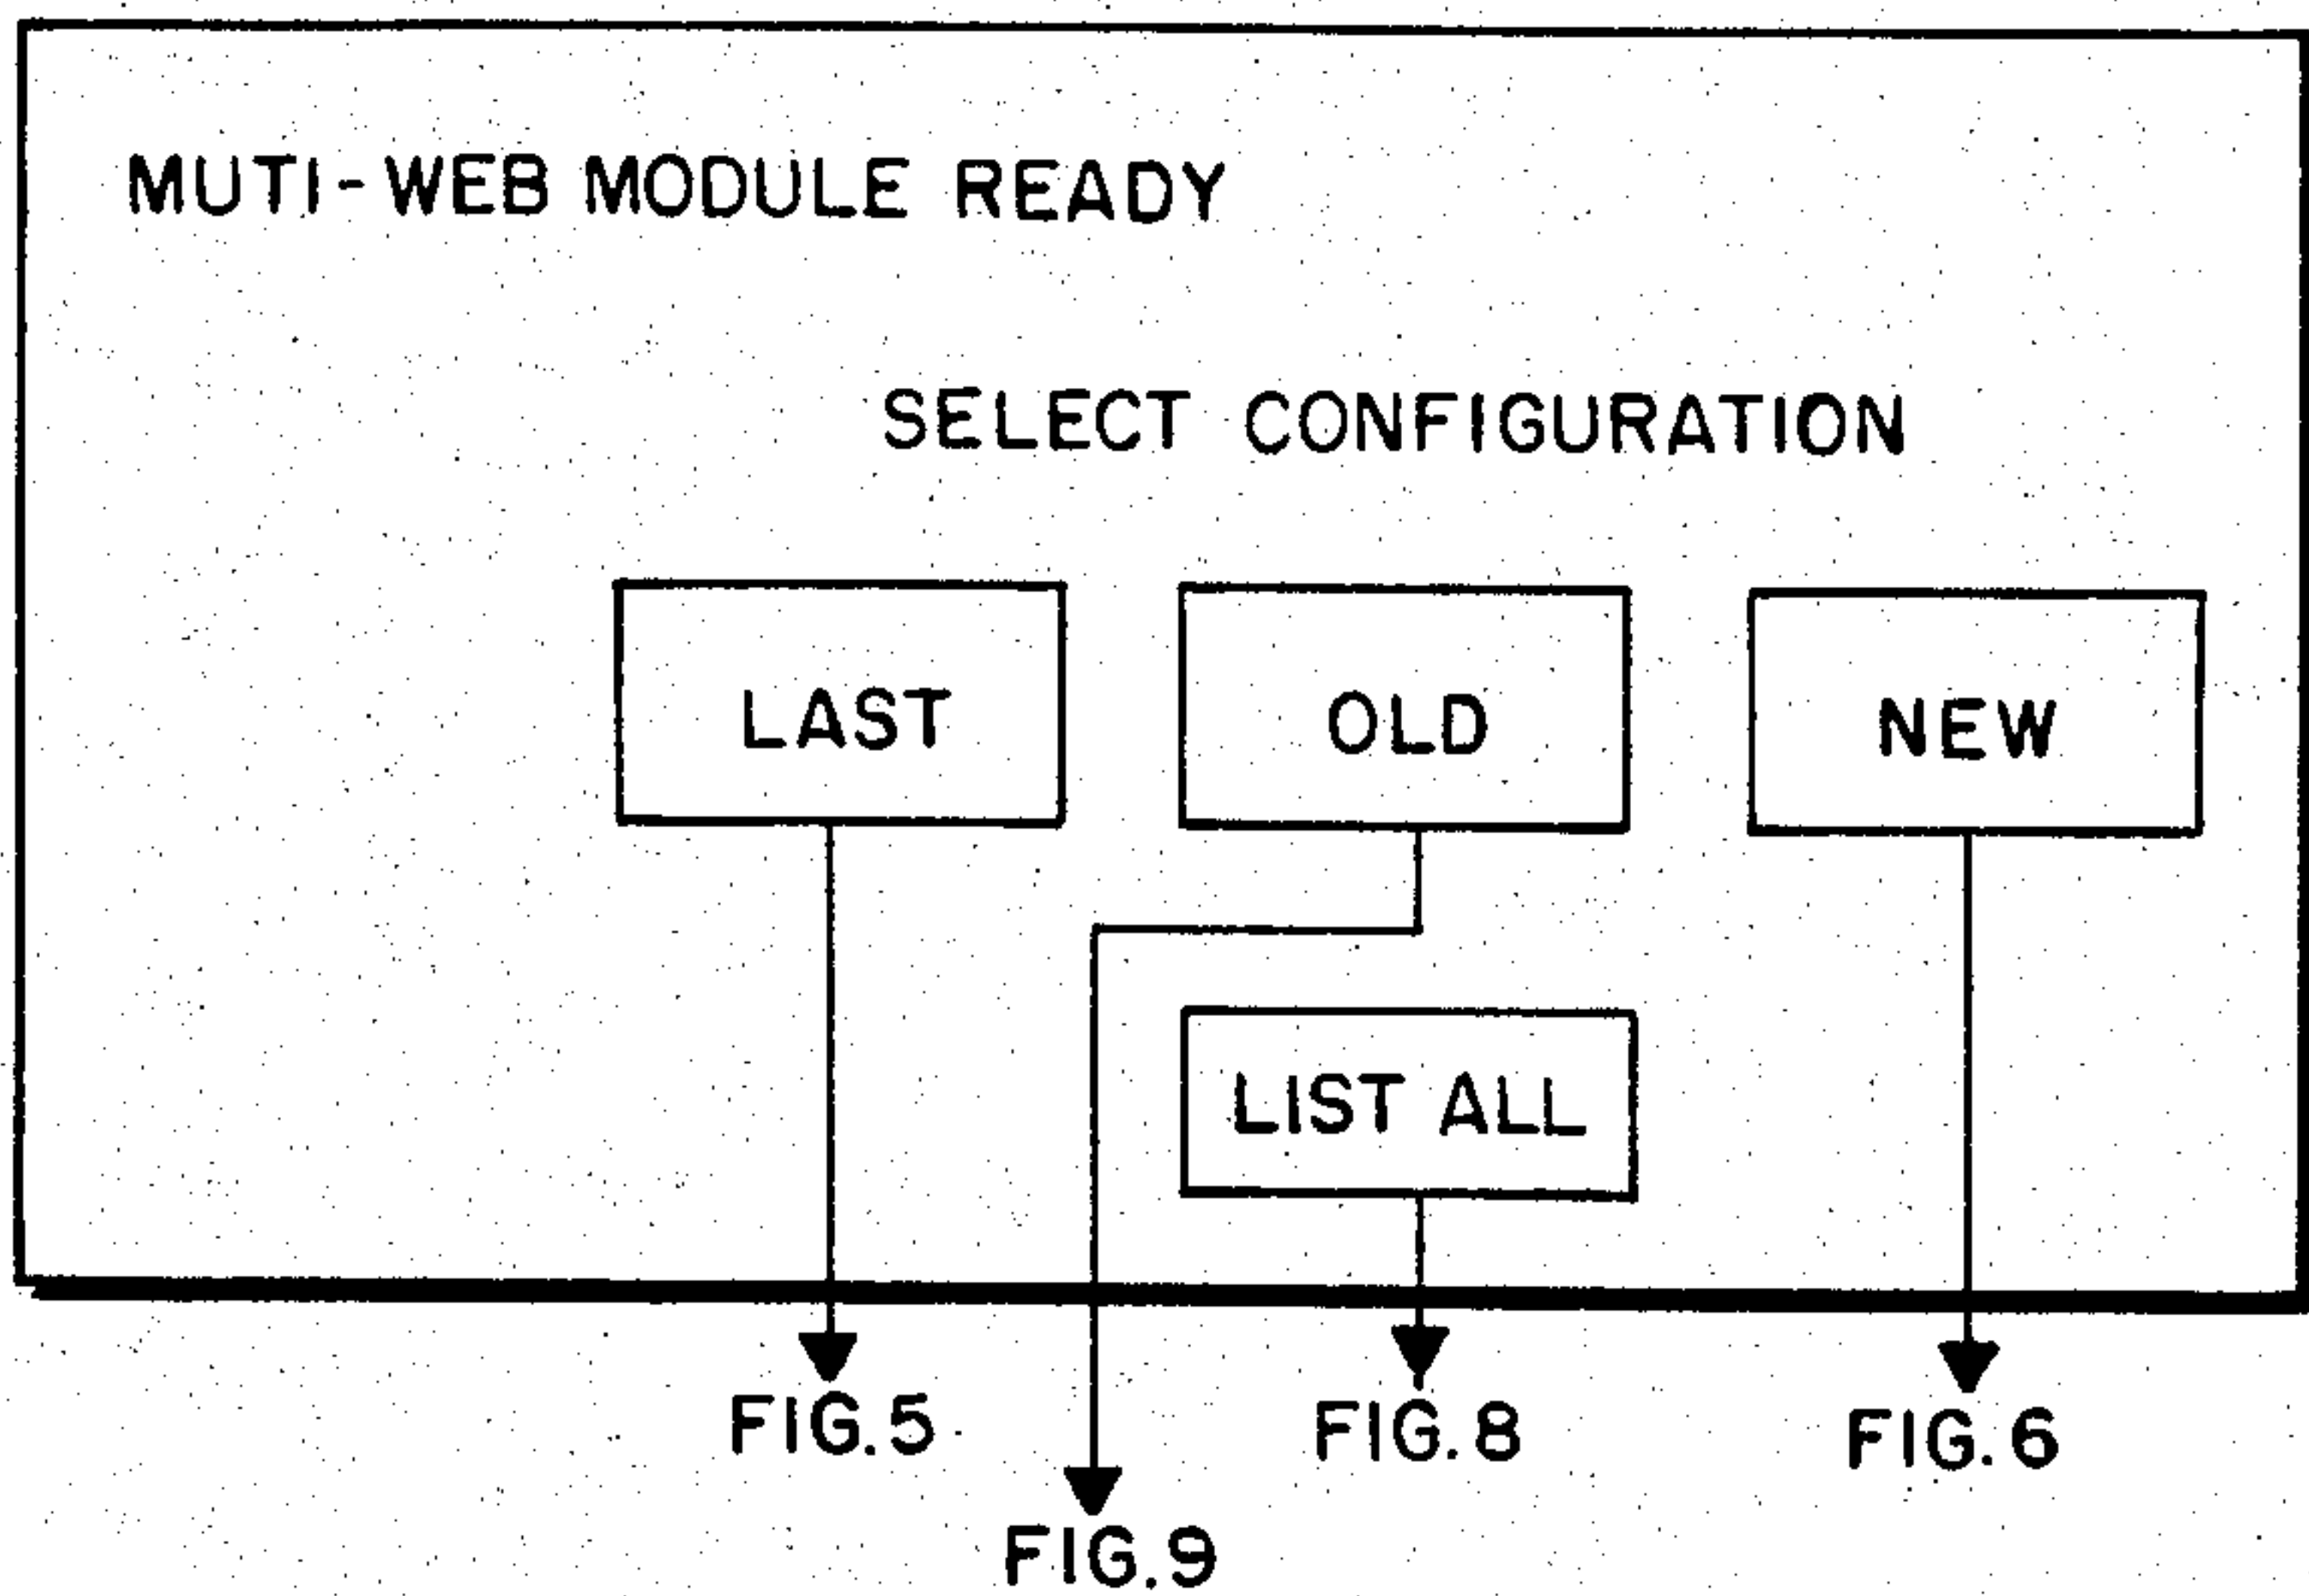 MUTI-WEB MODULE READY
SELECT CONFIGURATION
LAST
OLD
NEW
LIST ALL
FIG. 5
FIG. 8
FIG. 6
FIG. 9